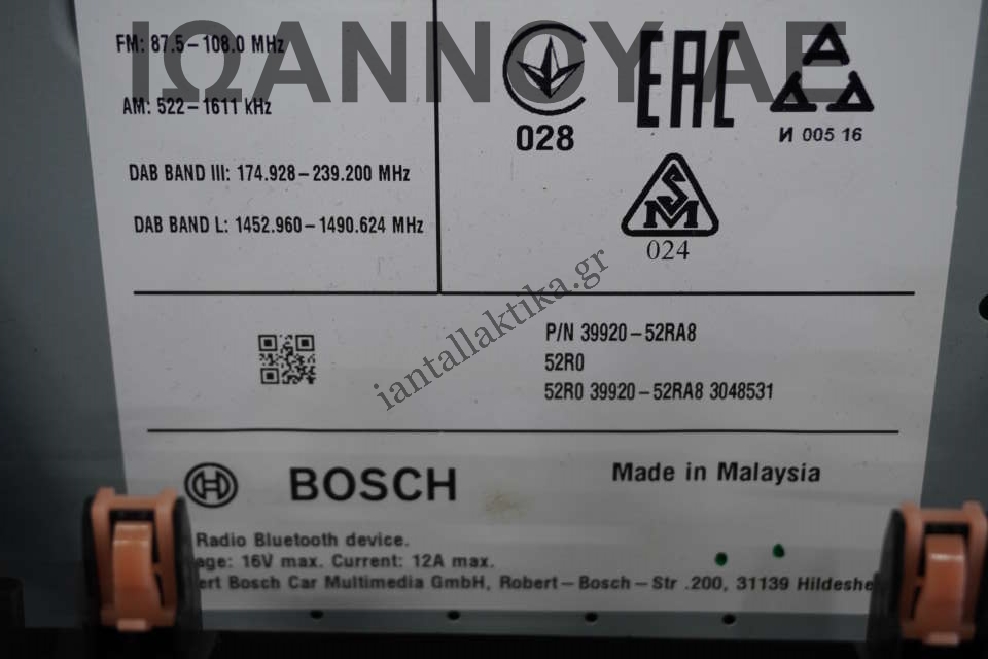 ΙΩΑΝΝΟΥ ΑΕ
FM: 87.5-108.0 MHz
AM: 522-1611 kHz
DAB BAND III: 174.928-239.200 MHz
DAB BAND L: 1452.960-1490.624 MHz
028
EAC
И 005 16
SM
024
iantallaktika.gr
P/N 39920-52RA8
52R0
52R0 39920-52RA8 3048531
BOSCH
Made in Malaysia
Radio Bluetooth device.
age: 16V max. Current: 12A max.
ert Bosch Car Multimedia GmbH, Robert-Bosch-Str .200, 31139 Hildeshe